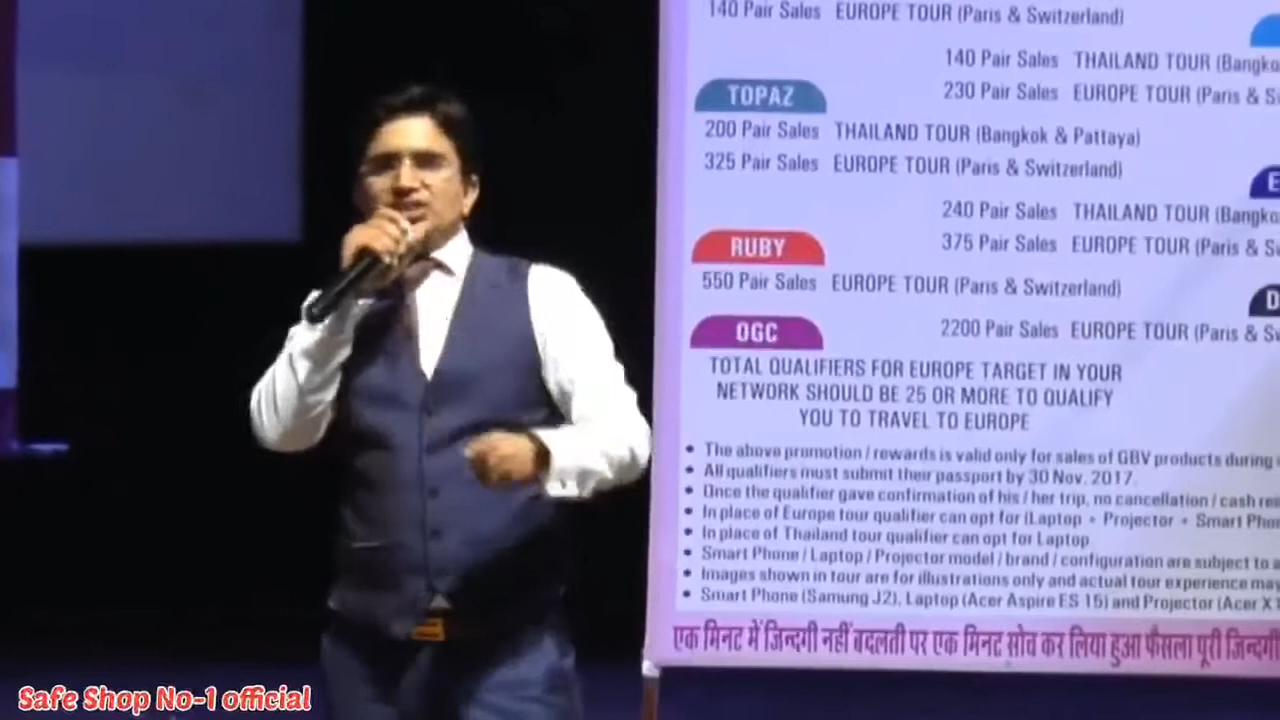 140 Pair Sales EUROPE TOUR (Paris & Switzerland)
140 Pair Sales THAILAND TOUR (Bangko
230 Pair Sales EUROPE TOUR (Paris & S
TOPAZ
200 Pair Sales THAILAND TOUR (Bangkok & Pattaya)
325 Pair Sales EUROPE TOUR (Paris & Switzerland)
E
240 Pair Sales THAILAND TOUR (Bangko
375 Pair Sales EUROPE TOUR (Paris & S
RUBY
550 Pair Sales EUROPE TOUR (Paris & Switzerland)
D
2200 Pair Sales EUROPE TOUR (Paris & S
OGC
TOTAL QUALIFIERS FOR EUROPE TARGET IN YOUR
NETWORK SHOULD BE 25 OR MORE TO QUALIFY
YOU TO TRAVEL TO EUROPE
• The above promotion / rewards is valid only for sales of GBV products during
• All qualifiers must submit their passport by 30 Nov. 2017.
• Once the qualifier gave confirmation of his / her trip, no cancellation / cash
• In place of Europe tour qualifier can opt for (Laptop + Projector + Smart Phon
• In place of Thailand tour qualifier can opt for Laptop
• Smart Phone / Laptop / Projector model / brand / configuration are subject to
• Images shown in tour are for illustrations only and actual tour experience
• Smart Phone (Samung J2), Laptop (Acer Aspire ES 15) and Projector (Acer X1
एक मिनट में जिन्दगी नहीं बदलती पर एक मिनट सोच कर लिया हुआ फैसला पूरी जिन्दगी
Safe Shop No-1 official